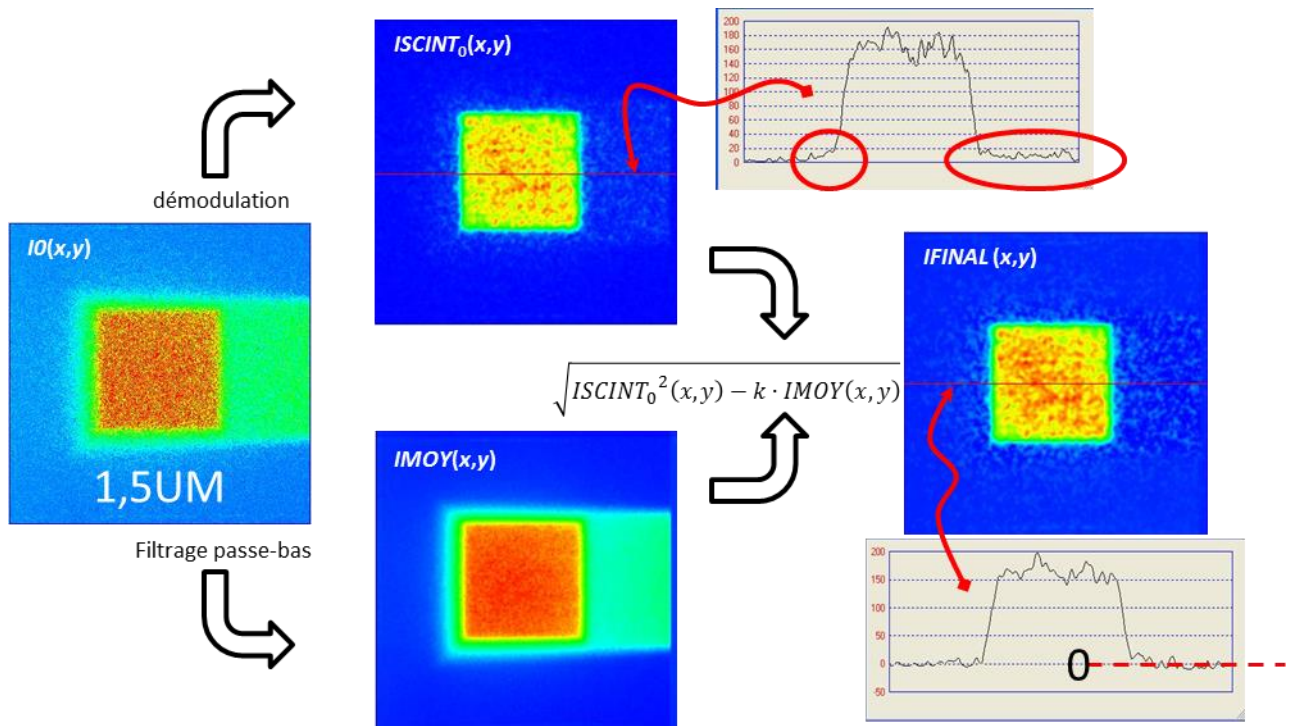 ISCINT₀(x,y)
200
180
160
140
120
100
80
60
40
20
0
démodulation
I0(x,y)
1,5UM
Filtrage passe-bas
√ISCINT₀²(x, y) − k · IMOY(x, y)
IMOY(x,y)
IFINAL (x,y)
200
150
100
50
0
-50
0